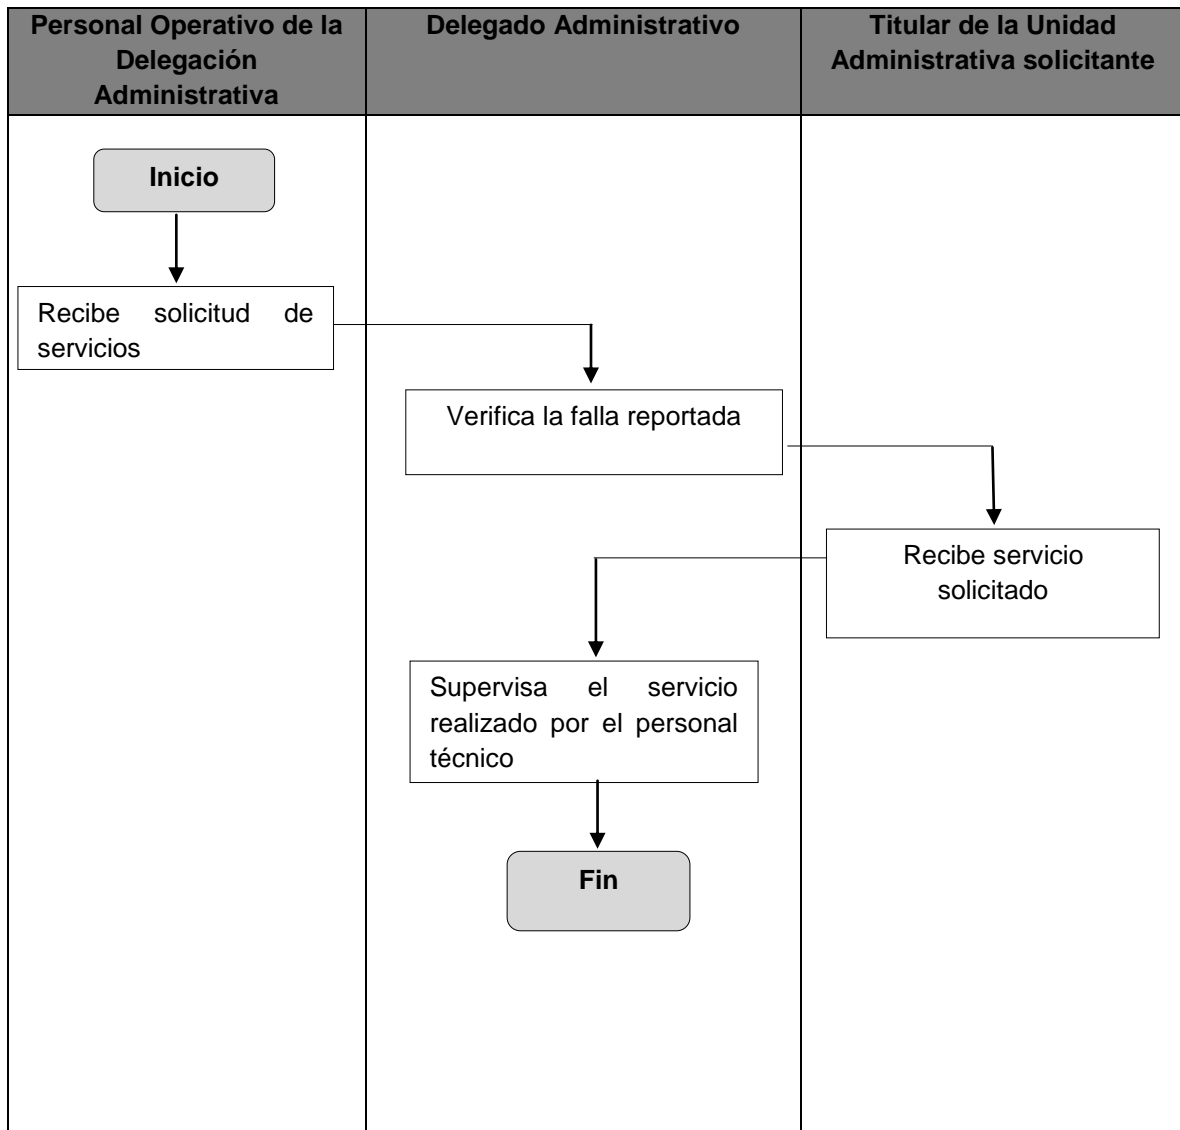 Personal Operativo de la
Delegación
Administrativa
Delegado Administrativo
Titular de la Unidad
Administrativa solicitante
Inicio
Recibe solicitud de
servicios
Verifica la falla reportada
Recibe servicio
solicitado
Supervisa el servicio
realizado por el personal
técnico
Fin